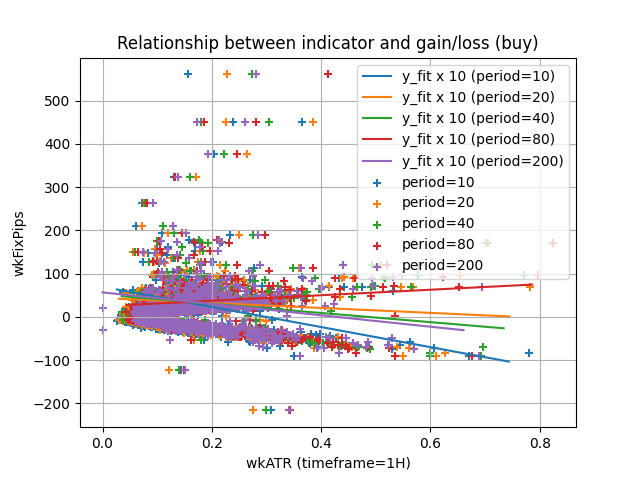 Relationship between indicator and gain/loss (buy)
y_fit x 10 (period=10)
y_fit x 10 (period=20)
y_fit x 10 (period=40)
y_fit x 10 (period=80)
y_fit x 10 (period=200)
period=10
period=20
period=40
period=80
period=200
wkFixPips
500
400
300
200
100
0
−100
−200
0.0 0.2 0.4 0.6 0.8
wkATR (timeframe=1H)